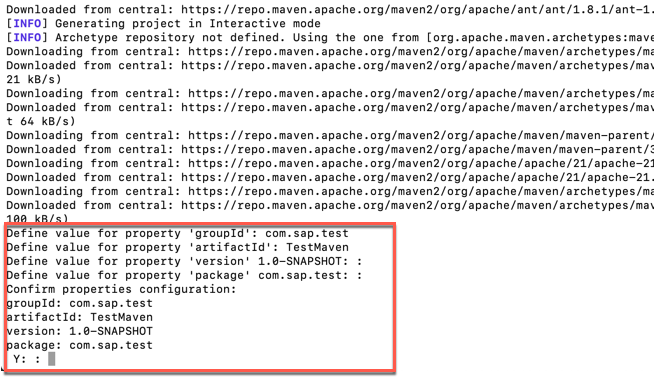 Downloaded from central: https://repo.maven.apache.org/maven2/org/apache/ant/ant/1.8.1/ant-1.
[INFO] Generating project in Interactive mode
[INFO] Archetype repository not defined. Using the one from [org.apache.maven.archetypes:mave
Downloading from central: https://repo.maven.apache.org/maven2/org/apache/maven/archetypes/ma
Downloaded from central: https://repo.maven.apache.org/maven2/org/apache/maven/archetypes/mav
21 kB/s)
Downloading from central: https://repo.maven.apache.org/maven2/org/apache/maven/archetypes/ma
Downloaded from central: https://repo.maven.apache.org/maven2/org/apache/maven/archetypes/mav
t 64 kB/s)
Downloading from central: https://repo.maven.apache.org/maven2/org/apache/maven/maven-parent/
Downloaded from central: https://repo.maven.apache.org/maven2/org/apache/maven/maven-parent/3
Downloading from central: https://repo.maven.apache.org/maven2/org/apache/apache/21/apache-21
Downloaded from central: https://repo.maven.apache.org/maven2/org/apache/apache/21/apache-21.
Downloading from central: https://repo.maven.apache.org/maven2/org/apache/maven/archetypes/ma
Downloaded from central: https://repo.maven.apache.org/maven2/org/apache/maven/archetypes/mav
100 kB/s)
Define value for property 'groupId': com.sap.test
Define value for property 'artifactId': TestMaven
Define value for property 'version' 1.0-SNAPSHOT: :
Define value for property 'package' com.sap.test: :
Confirm properties configuration:
groupId: com.sap.test
artifactId: TestMaven
version: 1.0-SNAPSHOT
package: com.sap.test
Y: :